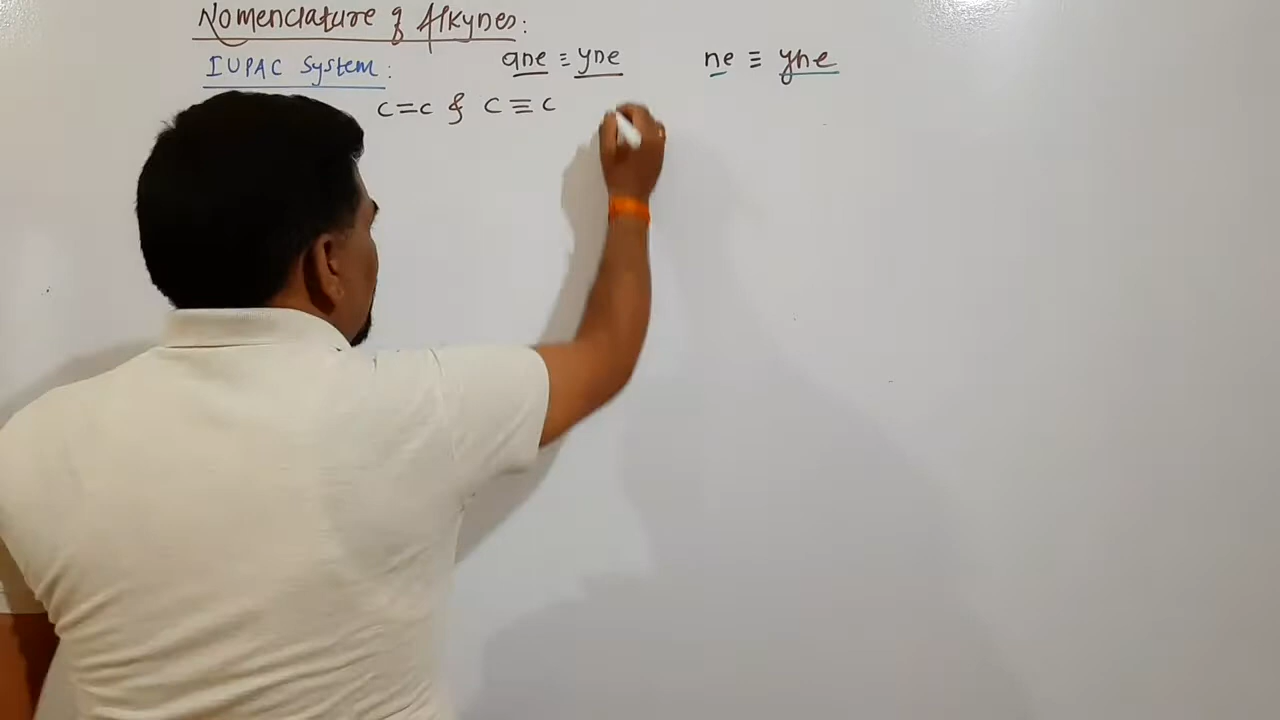 Nomenclature of Alkynes:
IUPAC System: ane ≡ yne ne ≡ yne
C=C & C≡C